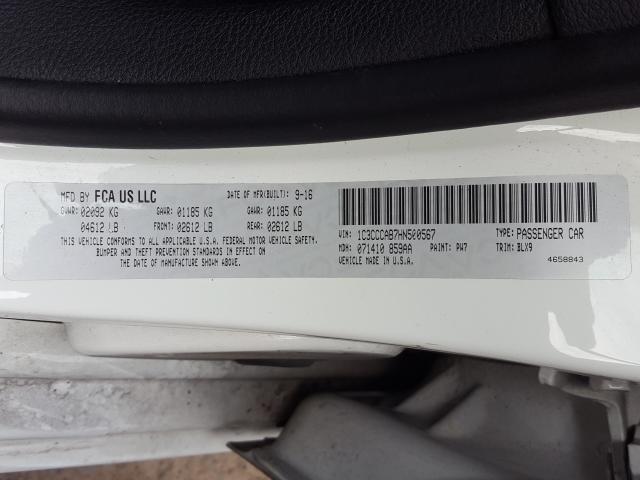 MFD BY FCA US LLC DATE OF MFR(BUILT): 9-16
GVWR: 02092 KG GAWR: 01185 KG GAWR: 01185 KG
04612 LB FRONT: 02612 LB REAR: 02612 LB
THIS VEHICLE CONFORMS TO ALL APPLICABLE U.S.A. FEDERAL MOTOR VEHICLE SAFETY.
BUMPER AND THEFT PREVENTION STANDARDS IN EFFECT ON
THE DATE OF MANUFACTURE SHOWN ABOVE.
VIN: 1C3CCCAB7HN500567 TYPE: PASSENGER CAR
MDH: 071410 859AA PAINT: PW7 TRIM: BLX9
VEHICLE MADE IN U.S.A. 4658843